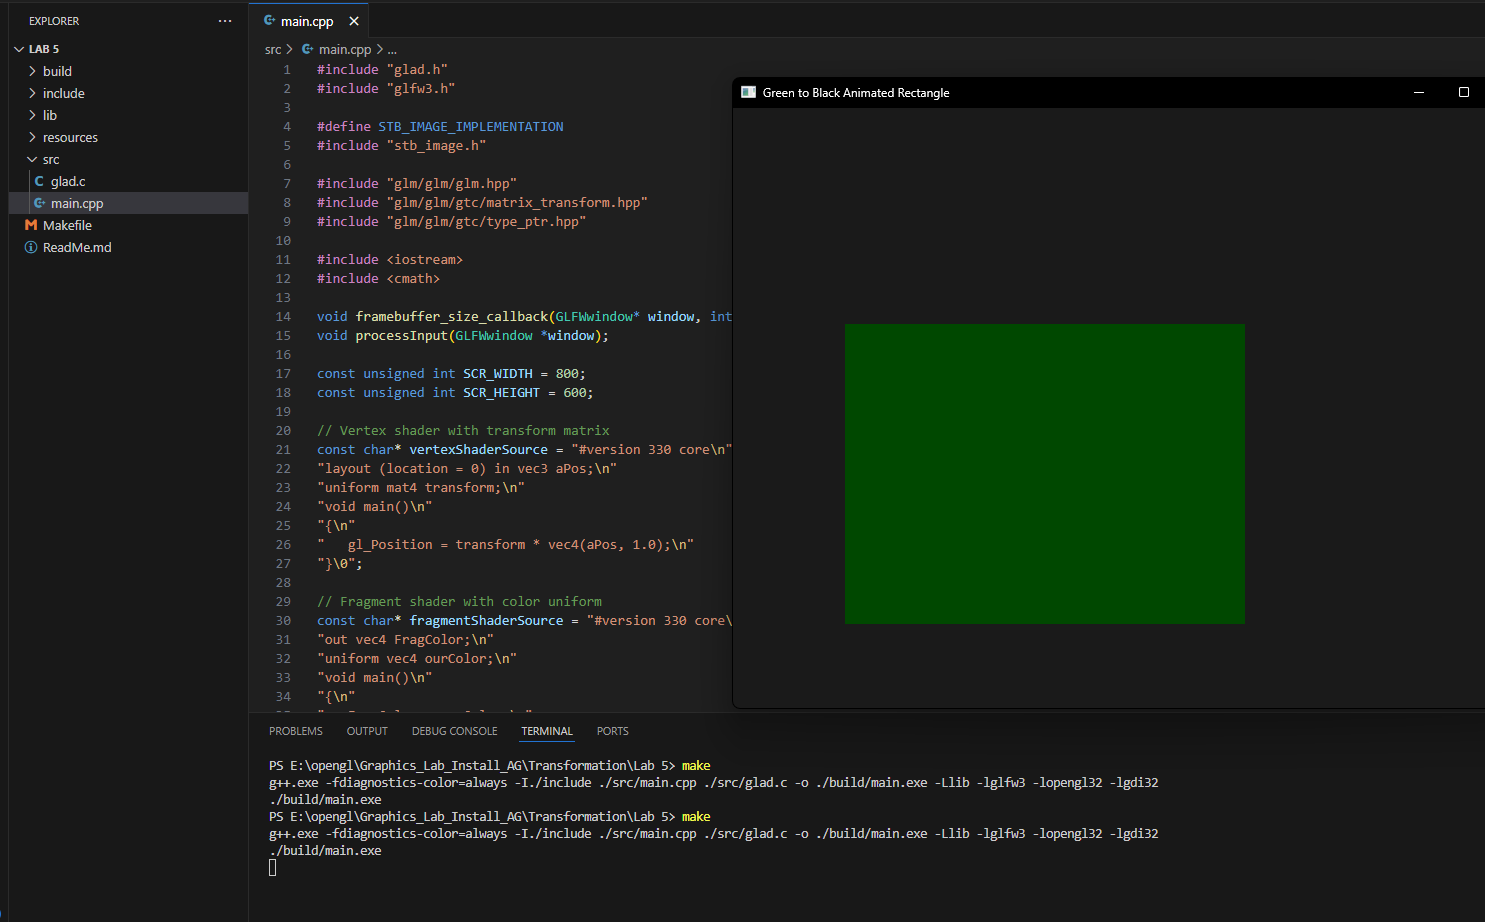 EXPLORER
LAB 5
build
include
lib
resources
src
glad.c
main.cpp
Makefile
ReadMe.md
main.cpp
src > main.cpp > ...
1 #include "glad.h"
2 #include "glfw3.h"
3
4 #define STB_IMAGE_IMPLEMENTATION
5 #include "stb_image.h"
6
7 #include "glm/glm/glm.hpp"
8 #include "glm/glm/gtc/matrix_transform.hpp"
9 #include "glm/glm/gtc/type_ptr.hpp"
10
11 #include <iostream>
12 #include <cmath>
13
14 void framebuffer_size_callback(GLFWwindow* window, int
15 void processInput(GLFWwindow *window);
16
17 const unsigned int SCR_WIDTH = 800;
18 const unsigned int SCR_HEIGHT = 600;
19
20 // Vertex shader with transform matrix
21 const char* vertexShaderSource = "#version 330 core\n"
22 "layout (location = 0) in vec3 aPos;\n"
23 "uniform mat4 transform;\n"
24 "void main()\n"
25 "{\n"
26 "   gl_Position = transform * vec4(aPos, 1.0);\n"
27 "}\0";
28
29 // Fragment shader with color uniform
30 const char* fragmentShaderSource = "#version 330 core\
31 "out vec4 FragColor;\n"
32 "uniform vec4 ourColor;\n"
33 "void main()\n"
34 "{\n"
Green to Black Animated Rectangle
PROBLEMS OUTPUT DEBUG CONSOLE TERMINAL PORTS
PS E:\opengl\Graphics_Lab_Install_AG\Transformation\Lab 5> make
g++.exe -fdiagnostics-color=always -I./include ./src/main.cpp ./src/glad.c -o ./build/main.exe -Llib -lglfw3 -lopengl32 -lgdi32
./build/main.exe
PS E:\opengl\Graphics_Lab_Install_AG\Transformation\Lab 5> make
g++.exe -fdiagnostics-color=always -I./include ./src/main.cpp ./src/glad.c -o ./build/main.exe -Llib -lglfw3 -lopengl32 -lgdi32
./build/main.exe